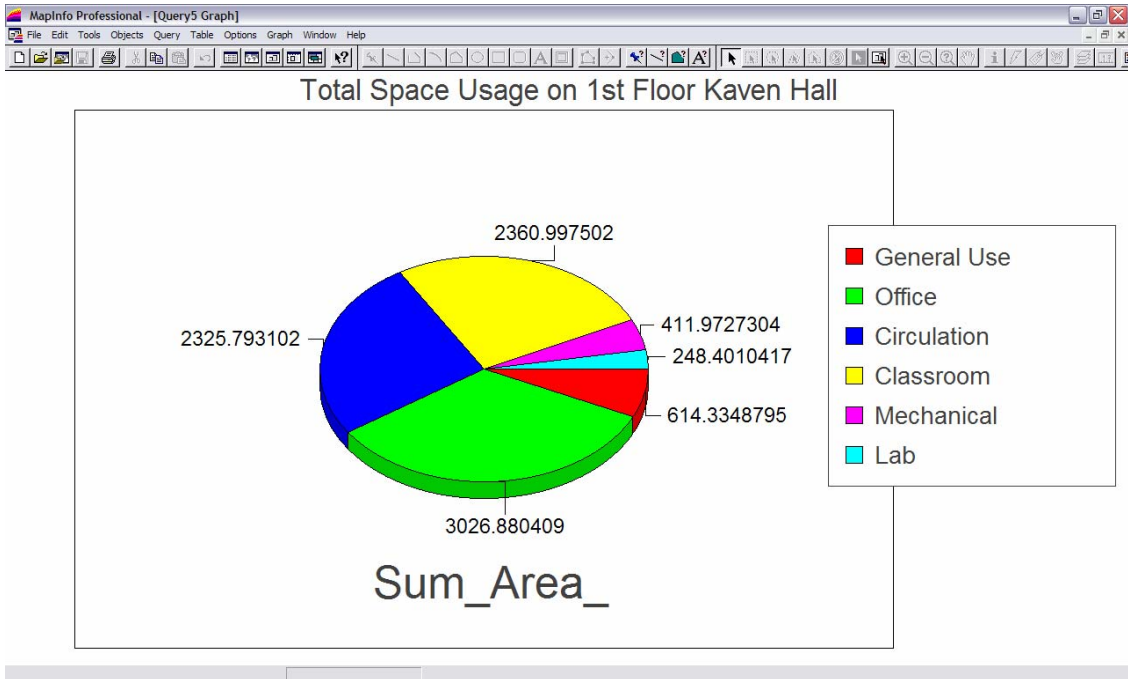 MapInfo Professional - [Query5 Graph]
File Edit Tools Objects Query Table Options Graph Window Help
Total Space Usage on 1st Floor Kaven Hall
2360.997502
2325.793102
411.9727304
248.4010417
614.3348795
3026.880409
Sum_Area_
General Use
Office
Circulation
Classroom
Mechanical
Lab